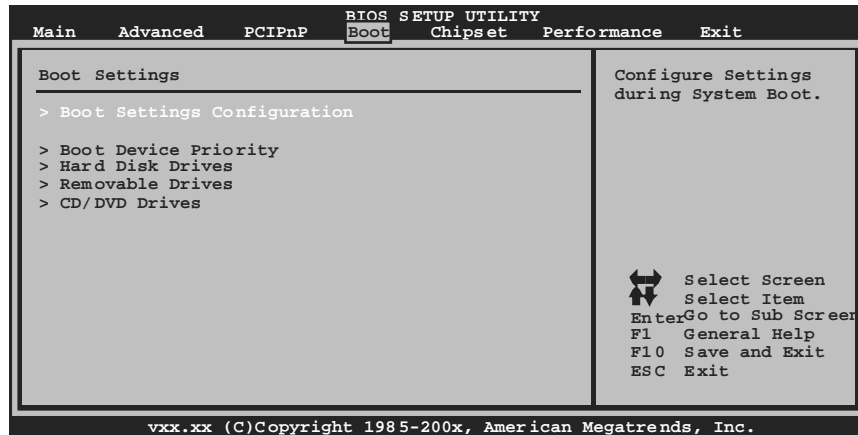 BIOS SETUP UTILITY
Main Advanced PCIPnP Boot Chipset Performance Exit
Boot Settings
> Boot Settings Configuration
> Boot Device Priority
> Hard Disk Drives
> Removable Drives
> CD/DVD Drives
Configure Settings
during System Boot.
Select Screen
Select Item
Enter Go to Sub Screen
F1 General Help
F10 Save and Exit
ESC Exit
vxx.xx (C)Copyright 1985-200x, American Megatrends, Inc.